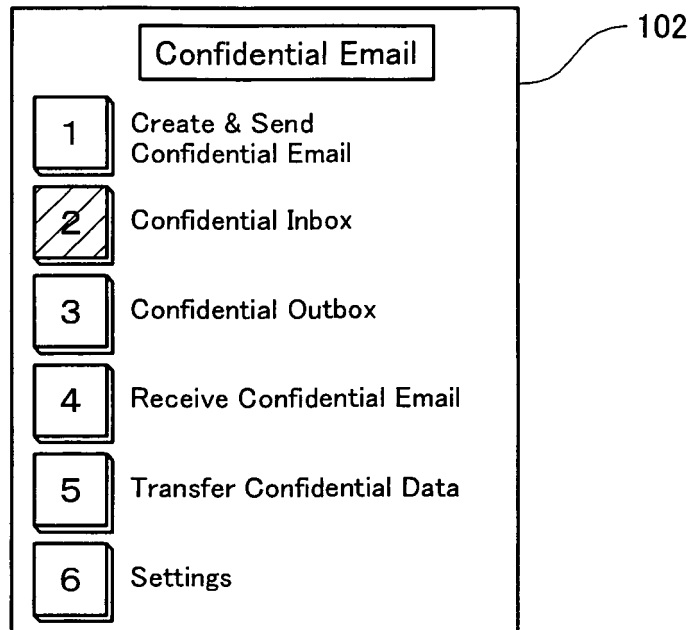 102
Confidential Email
1 Create & Send
Confidential Email
2 Confidential Inbox
3 Confidential Outbox
4 Receive Confidential Email
5 Transfer Confidential Data
6 Settings